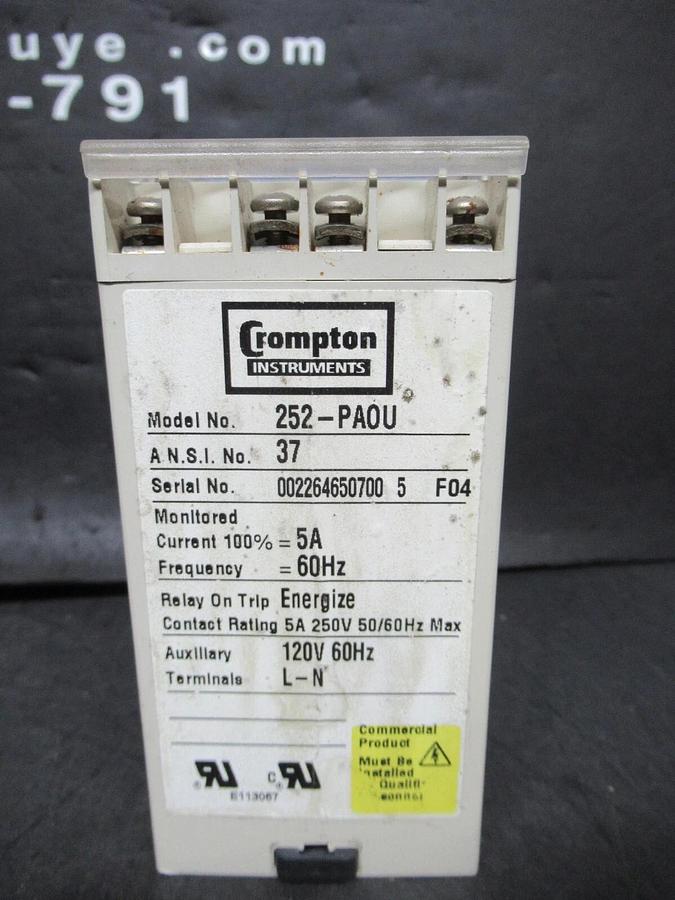 uye .com
-791
Crompton
INSTRUMENTS
Model No. 252-PAOU
A.N.S.I. No. 37
Serial No. 002264650700 5 F04
Monitored
Current 100% = 5A
Frequency = 60Hz
Relay On Trip Energize
Contact Rating 5A 250V 50/60Hz Max
Auxiliary 120V 60Hz
Terminals L-N
Commercial
Product
Must Be
Installed
E113067